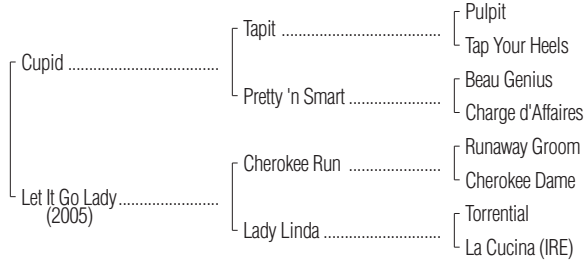 Pulpit
Tapit ......................................
Tap Your Heels
Cupid ......................................
Beau Genius
Pretty 'n Smart ........................
Charge d'Affaires
Runaway Groom
Cherokee Run .......................
Cherokee Dame
Let It Go Lady .........................
(2005)
Torrential
Lady Linda ..............................
La Cucina (IRE)